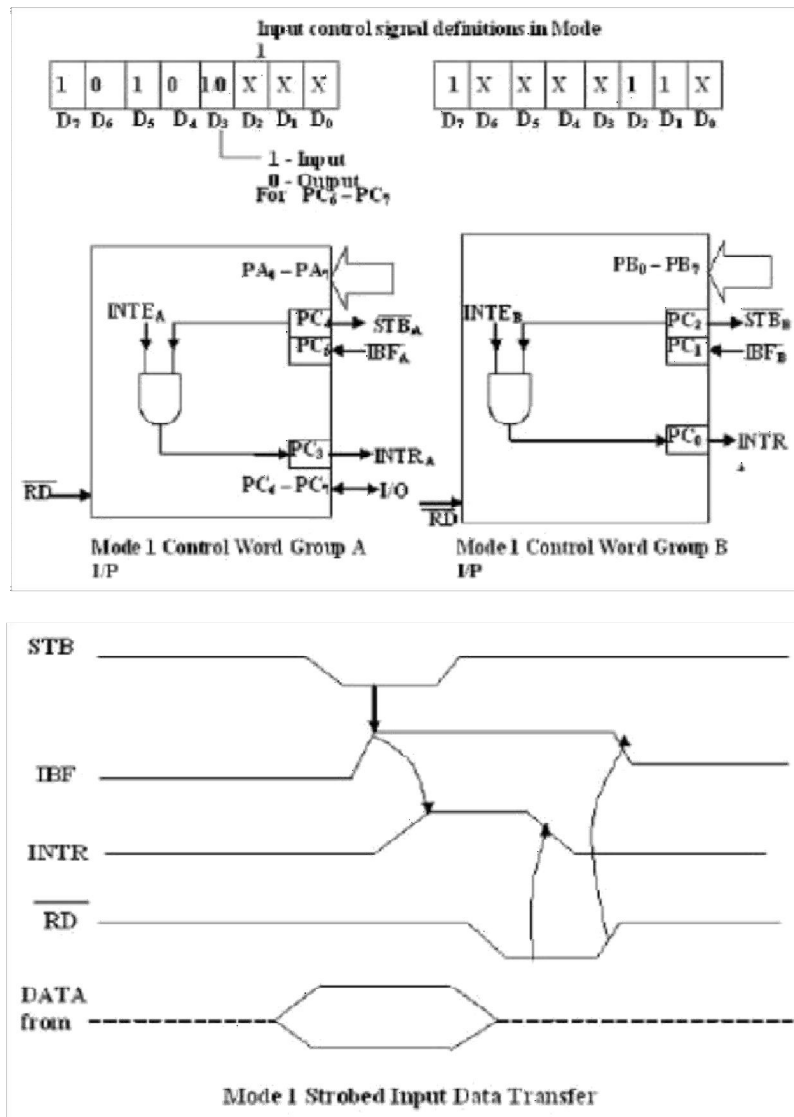 Input control signal definitions in Mode
1
1 0 1 0 1/0 X X X
D7 D6 D5 D4 D3 D2 D1 D0
1 X X X X 1 1 X
D7 D6 D5 D4 D3 D2 D1 D0
1 - Input
0 - Output
For PC6 – PC7
PA0 – PA7
INTEA
PC4
STBA
PC5
IBFA
PC3
INTRA
RD
PC6 – PC7
I/O
Mode 1 Control Word Group A
I/P
PB0 – PB7
INTEB
PC2
STBB
PC1
IBFB
PC0
INTR
RD
Mode 1 Control Word Group B
I/P
STB
IBF
INTR
RD
DATA
from
Mode 1 Strobed Input Data Transfer